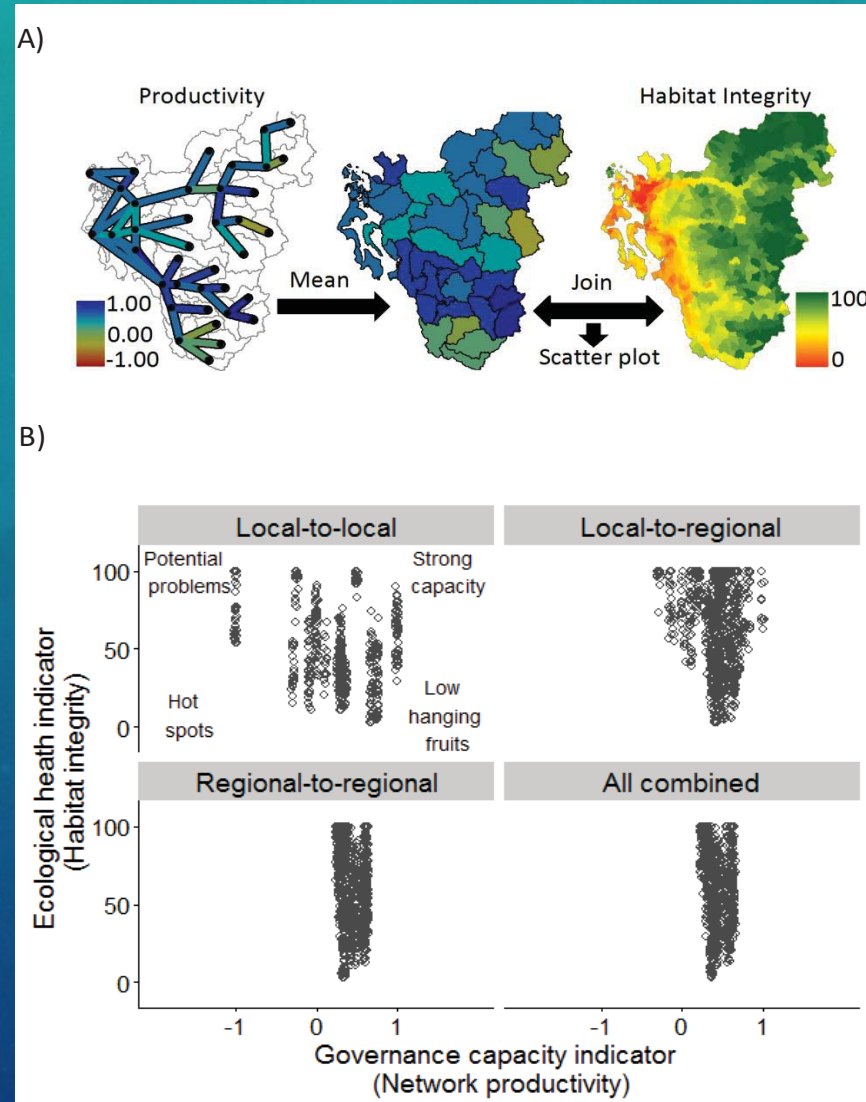 A)
Productivity
Habitat Integrity
Mean
Join
Scatter plot
1.00
0.00
-1.00
100
0
B)
Local-to-local
Local-to-regional
Potential
problems
Strong
capacity
Hot
spots
Low
hanging
fruits
100
50
0
Regional-to-regional
All combined
100
50
0
Ecological heath indicator
(Habitat integrity)
-1 0 1
-1 0 1
Governance capacity indicator
(Network productivity)